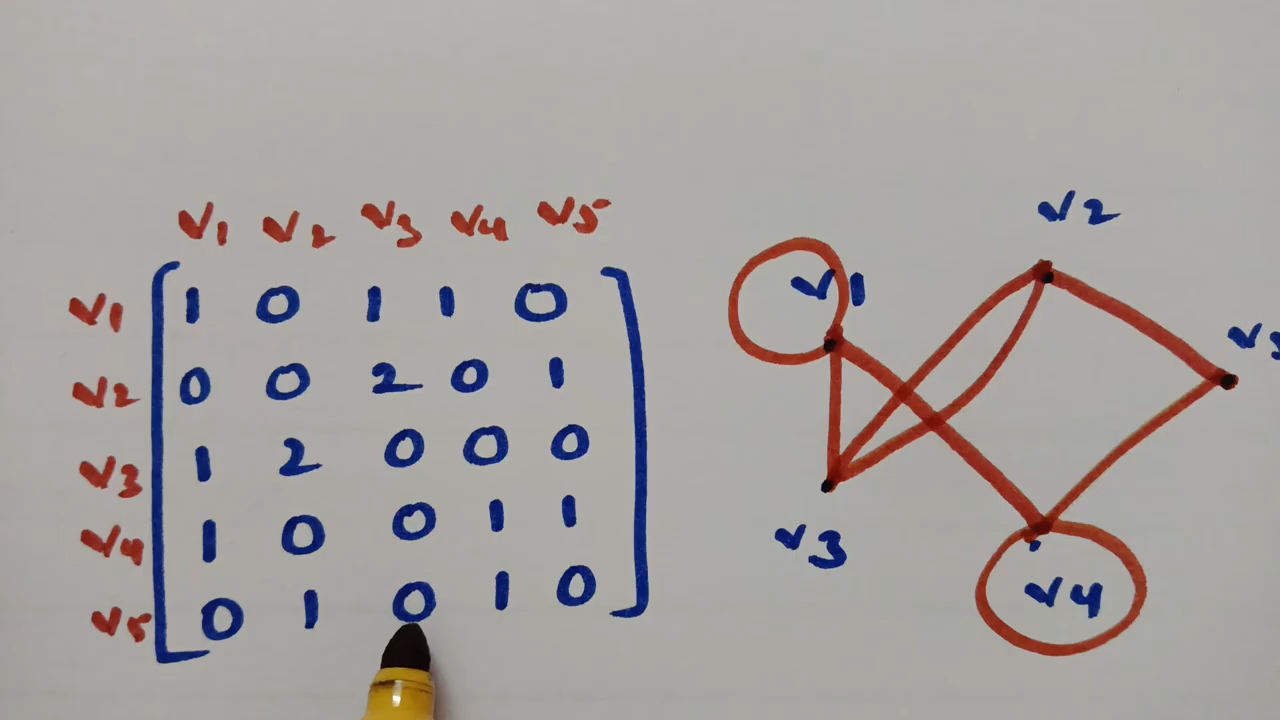 v1 v2 v3 v4 v5
v1 1 0 1 1 0
v2 0 0 2 0 1
v3 1 2 0 0 0
v4 1 0 0 1 1
v5 0 1 0 1 0
v2
v1
v3
v4